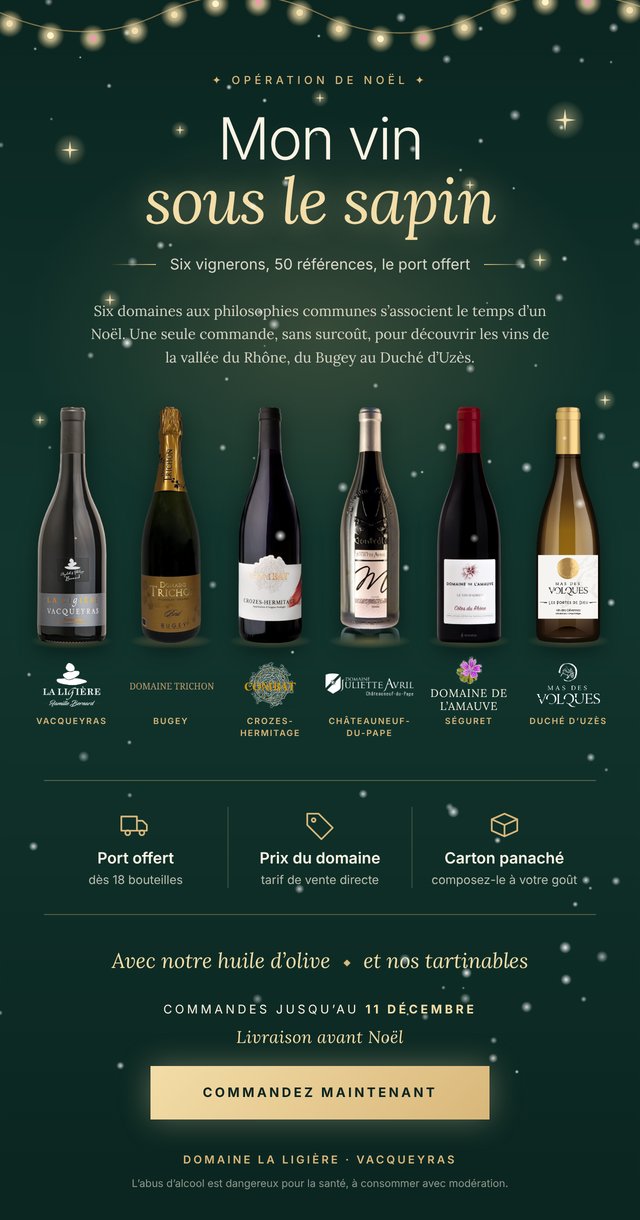 OPÉRATION DE NOËL
Mon vin
sous le sapin
Six vignerons, 50 références, le port offert
Six domaines aux philosophies communes s’associent le temps d’un
Noël. Une seule commande, sans surcoût, pour découvrir les vins de
la vallée du Rhône, du Bugey au Duché d’Uzès.
VACQUEYRAS
DOMAINE
TRICHO
Brut
BUGEY
COMBAT
CROZES-HERMITAGE
DOMAINE DE L’AMAUVE
Côtes du Rhône
MAS DES
VOLQUES
LA LIGIÈRE
Famille Bernard
DOMAINE TRICHON
COMBAT
DOMAINE
JULIETTE AVRIL
Châteauneuf-du-Pape
DOMAINE DE
L’AMAUVE
MAS DES
VOLQUES
VACQUEYRAS
BUGEY
CROZES-
HERMITAGE
CHÂTEAUNEUF-
DU-PAPE
SÉGURET
DUCHÉ D’UZÈS
Port offert
dès 18 bouteilles
Prix du domaine
tarif de vente directe
Carton panaché
composez-le à votre goût
Avec notre huile d’olive ◆ et nos tartinables
COMMANDES JUSQU’AU 11 DÉCEMBRE
Livraison avant Noël
COMMANDEZ MAINTENANT
DOMAINE LA LIGIÈRE · VACQUEYRAS
L’abus d’alcool est dangereux pour la santé, à consommer avec modération.